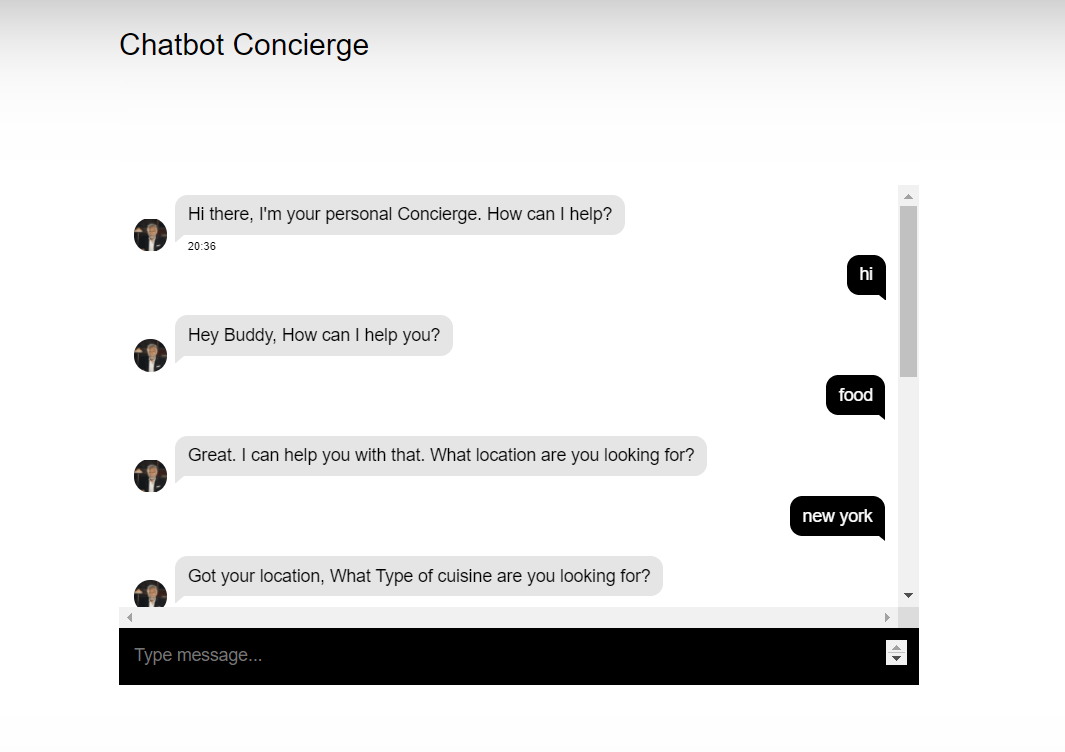 Chatbot Concierge
Hi there, I'm your personal Concierge. How can I help?
20:36
hi
Hey Buddy, How can I help you?
food
Great. I can help you with that. What location are you looking for?
new york
Got your location, What Type of cuisine are you looking for?
Type message...